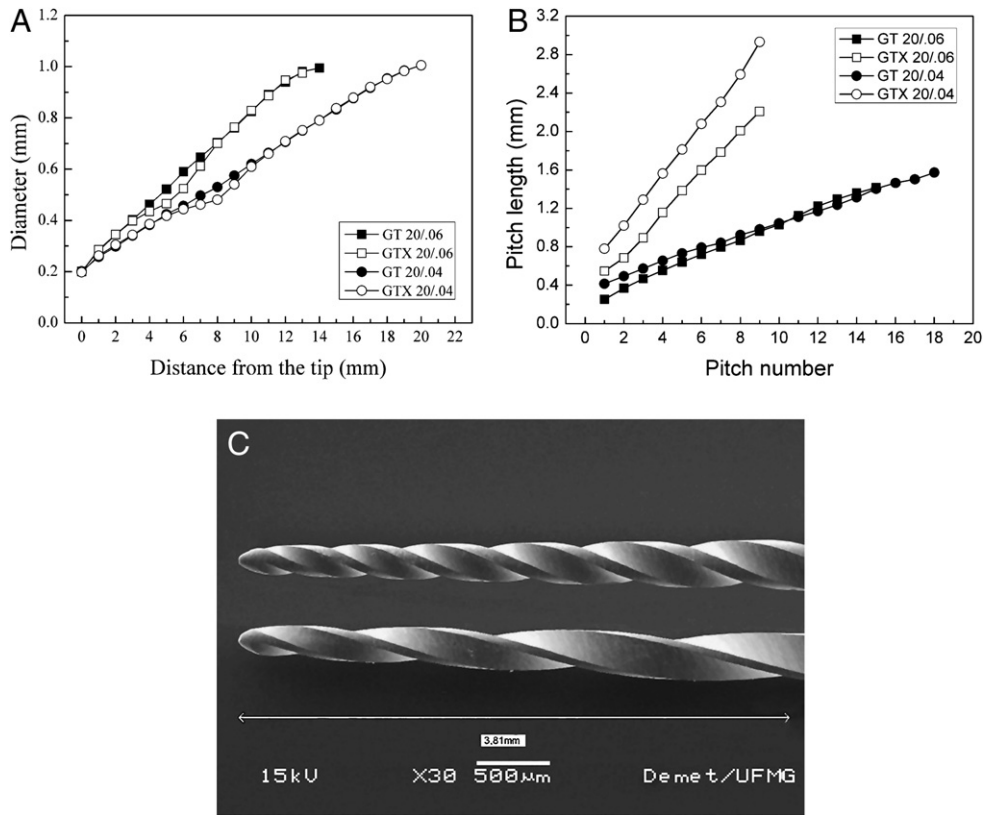 A
1.2
1.0
0.8
0.6
0.4
0.2
0.0
Diameter (mm)
GT 20/.06
GTX 20/.06
GT 20/.04
GTX 20/.04
0 2 4 6 8 10 12 14 16 18 20 22
Distance from the tip (mm)
B
3.2
2.8
2.4
2.0
1.6
1.2
0.8
0.4
0.0
Pitch length (mm)
GT 20/.06
GTX 20/.06
GT 20/.04
GTX 20/.04
0 2 4 6 8 10 12 14 16 18 20
Pitch number
C
3.81mm
15kV X30 500μm Demet/UFMG